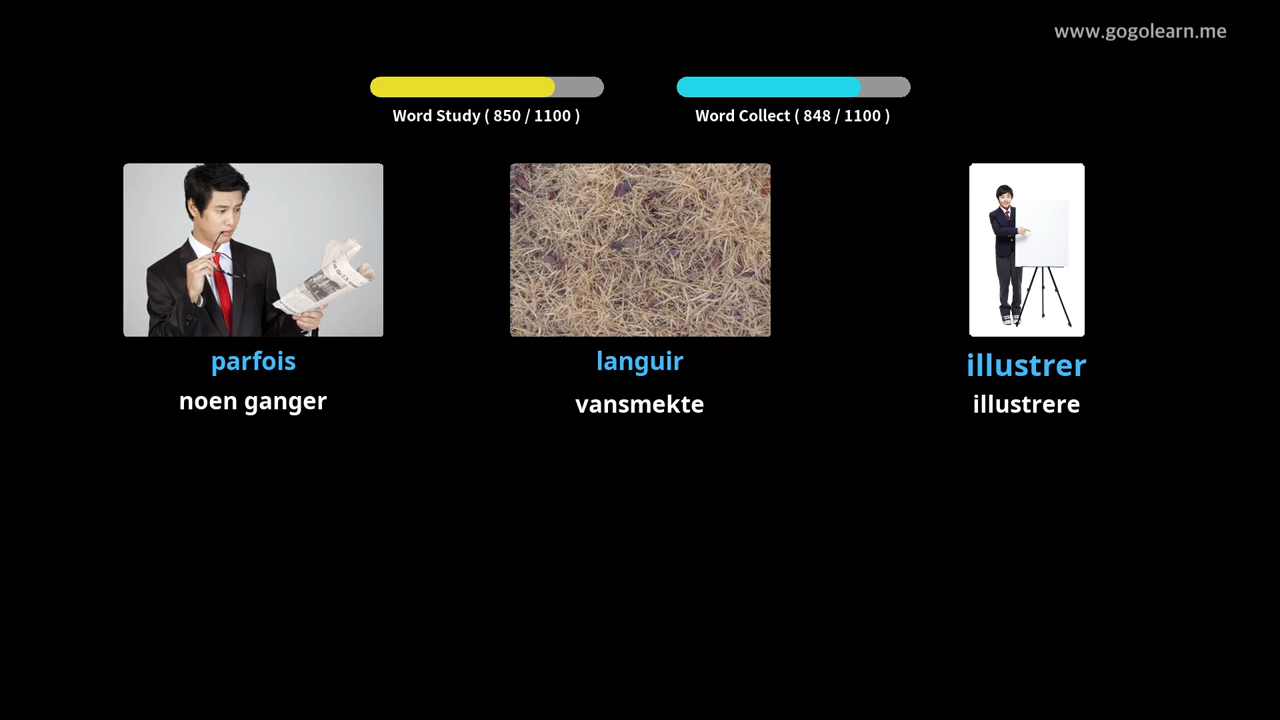 www.gogolearn.me
Word Study ( 850 / 1100 )
Word Collect ( 848 / 1100 )
parfois
languir
illustrer
noen ganger
vansmekte
illustrere